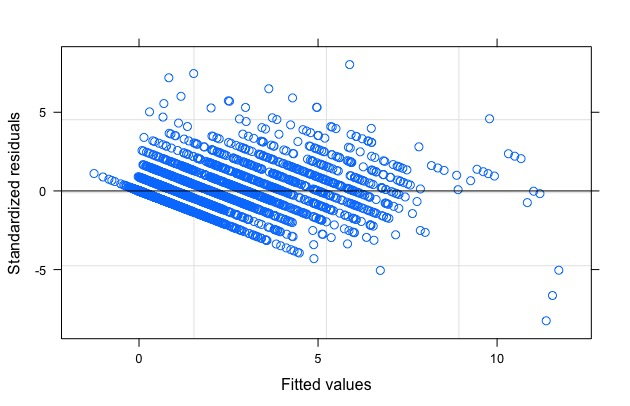 Standardized residuals
5
0
-5
0 5 10
Fitted values